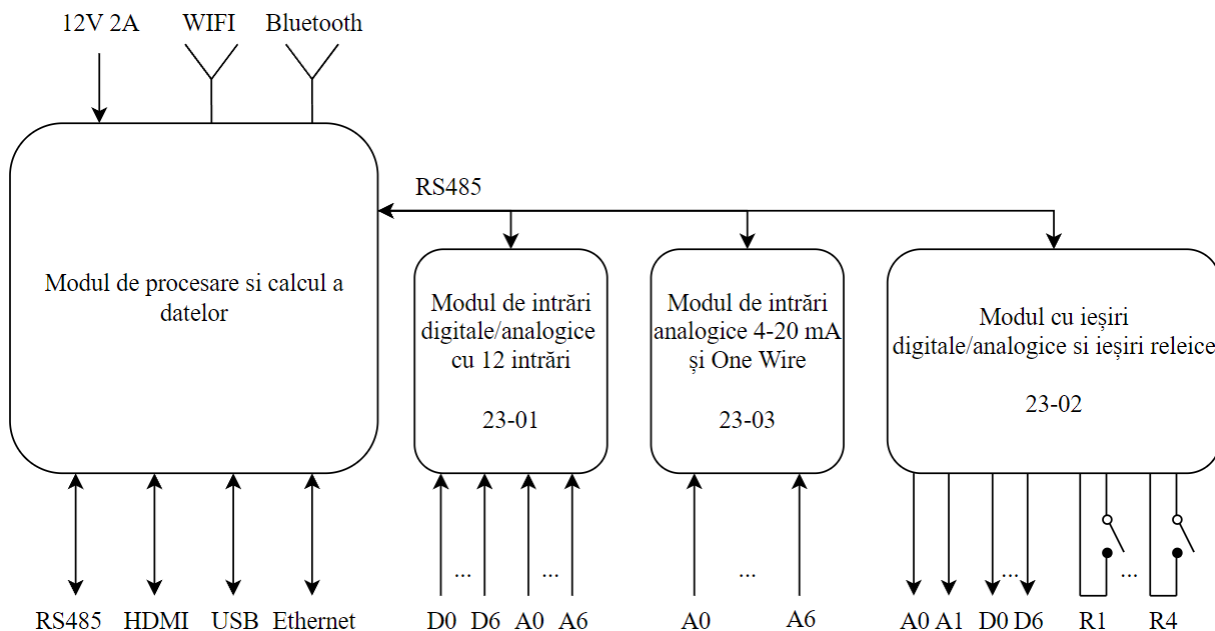 12V 2A
WIFI
Bluetooth
RS485
Modul de procesare si calcul a
datelor
Modul de intrări
digitale/analogice
cu 12 intrări
23-01
Modul de intrări
analogice 4-20 mA
și One Wire
23-03
Modul cu ieșiri
digitale/analogice si ieșiri releice
23-02
... ... ... ... ...
RS485 HDMI USB Ethernet D0 D6 A0 A6 A0 A6 A0 A1 D0 D6 R1 R4